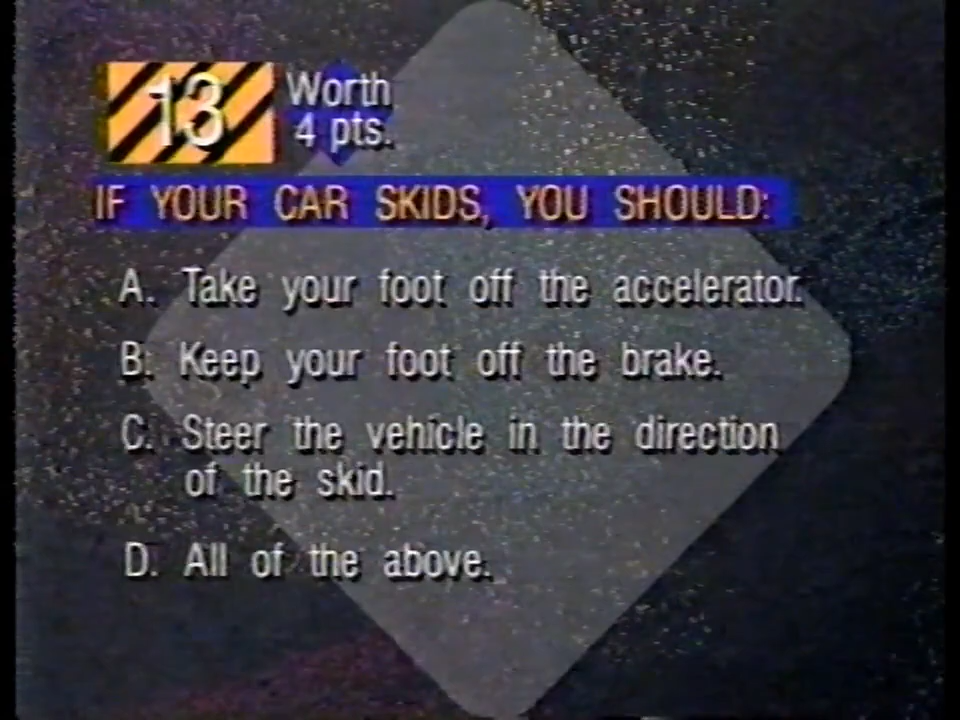 13
Worth
4 pts.
IF YOUR CAR SKIDS, YOU SHOULD:
A. Take your foot off the accelerator.
B. Keep your foot off the brake.
C. Steer the vehicle in the direction
of the skid.
D. All of the above.